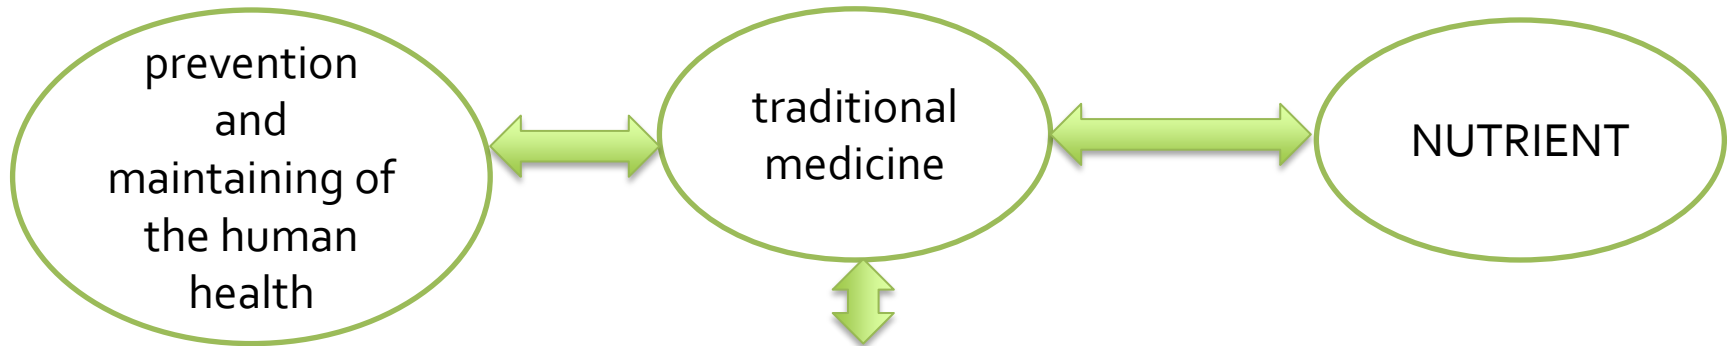 prevention
and
maintaining of
the human
health
traditional
medicine
NUTRIENT